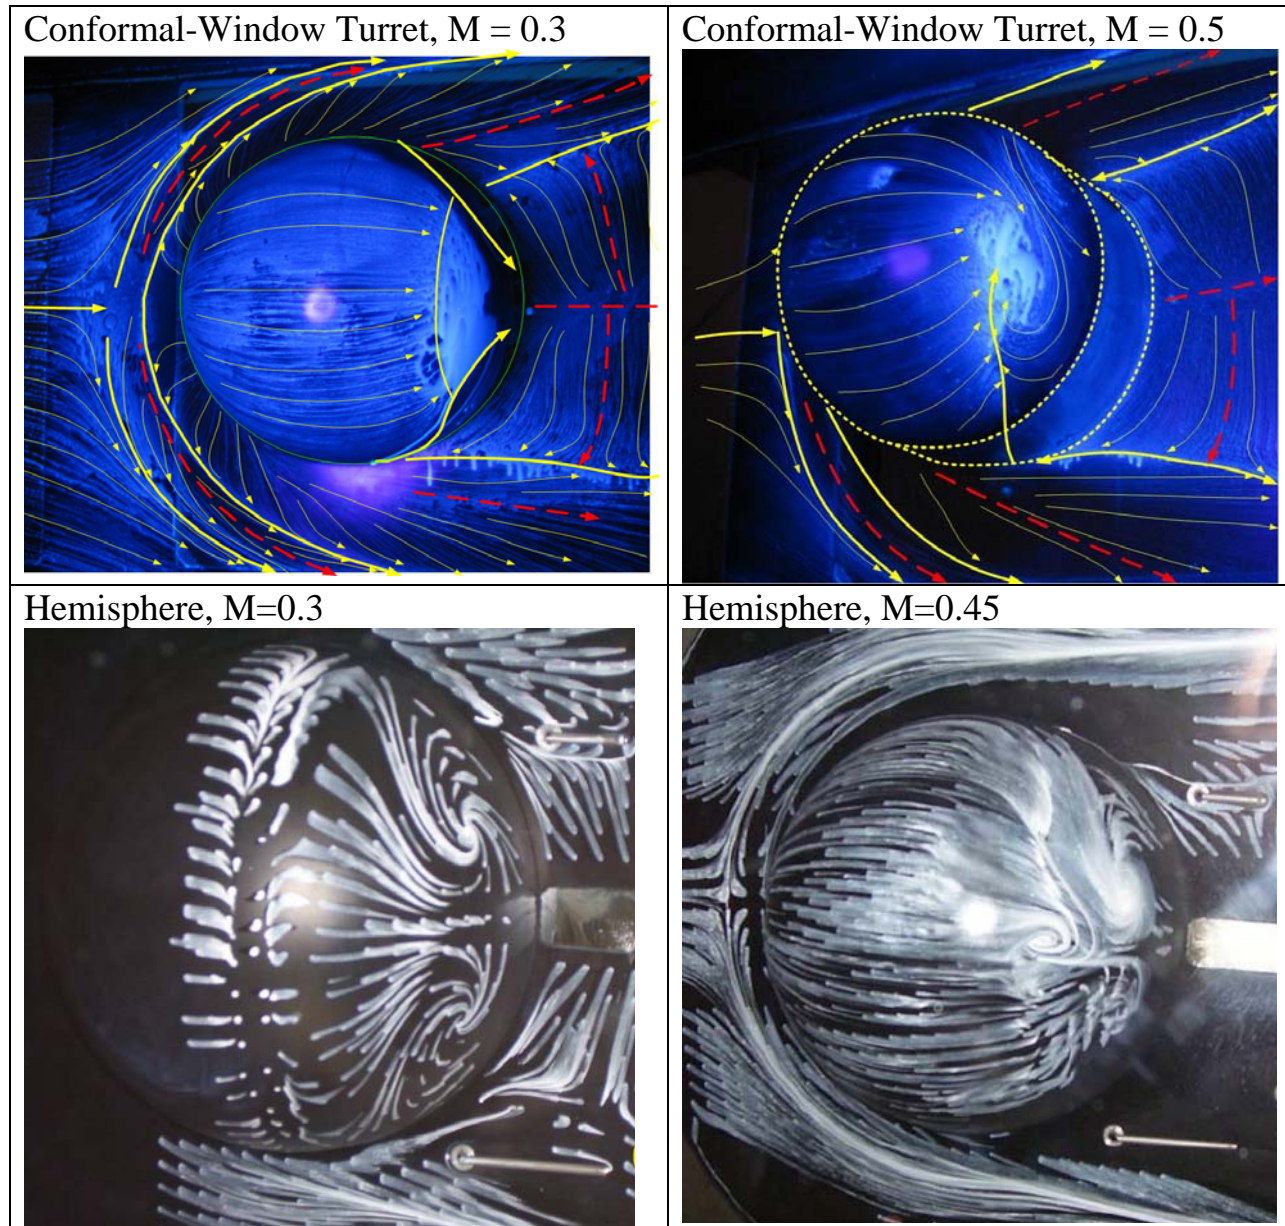 Conformal-Window Turret, M = 0.3
Conformal-Window Turret, M = 0.5
Hemisphere, M=0.3
Hemisphere, M=0.45